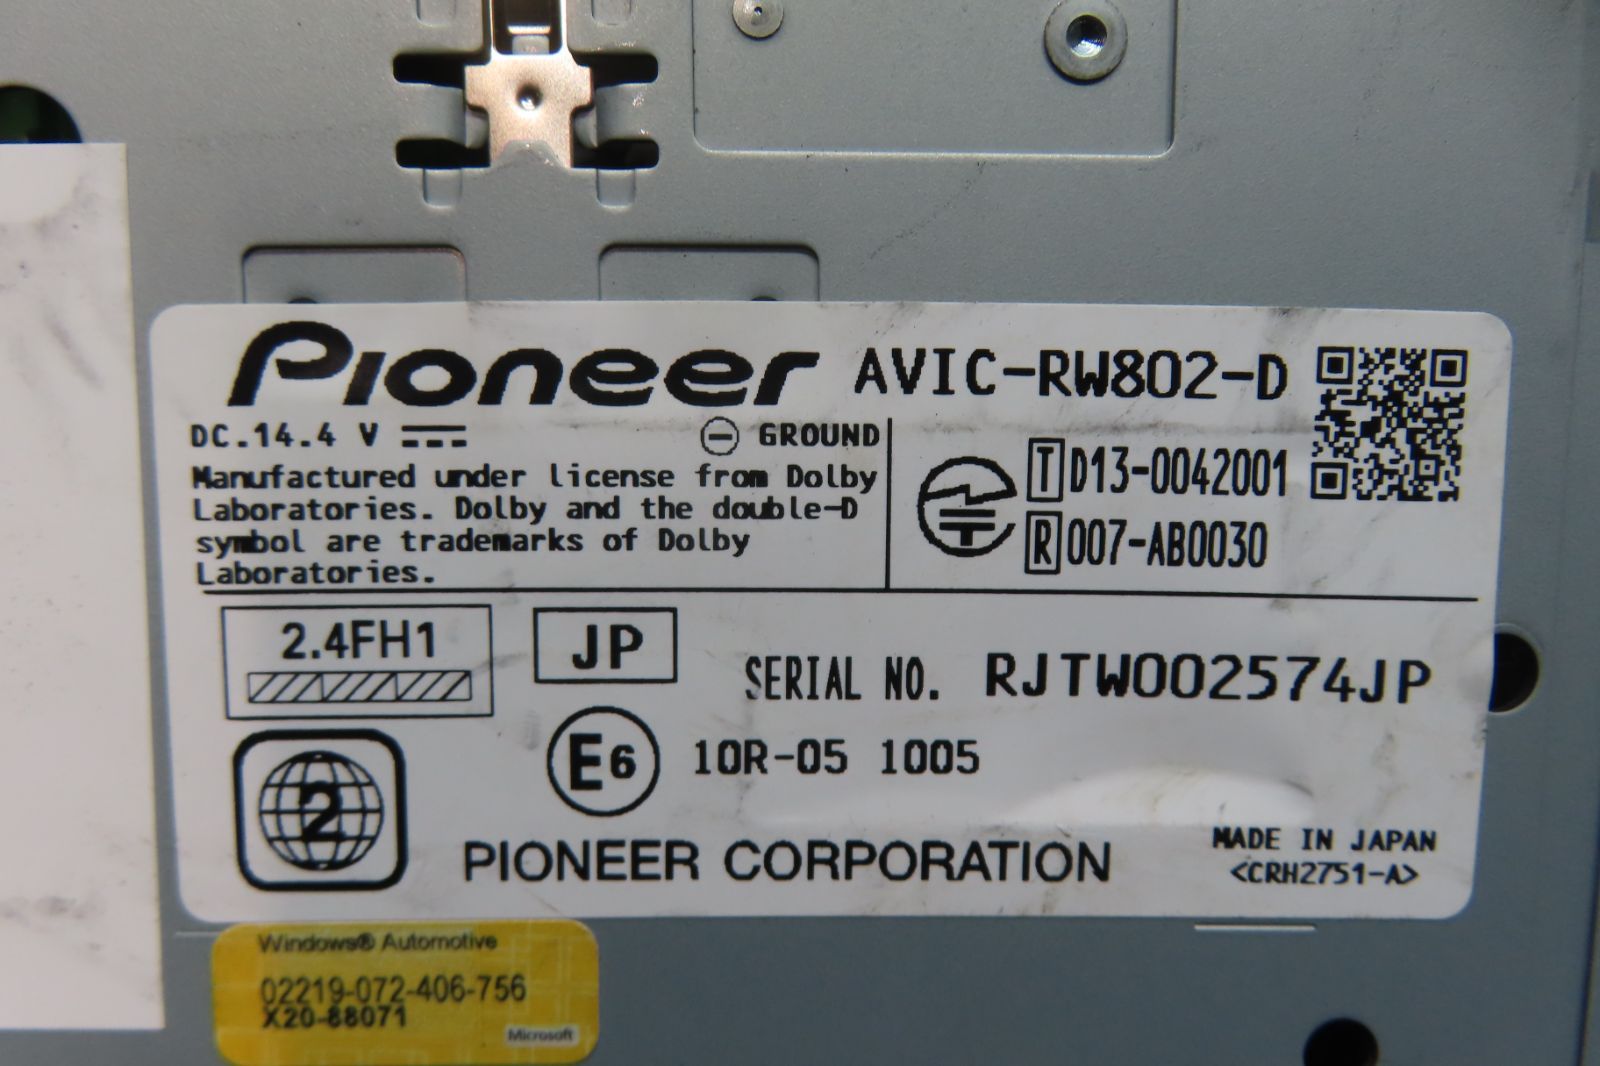 Pioneer AVIC-RW802-D
DC.14.4 V ⊖ GROUND
Manufactured under license from Dolby
Laboratories. Dolby and the double-D
symbol are trademarks of Dolby
Laboratories.
T D13-0042001
R 007-AB0030
2.4FH1
JP
SERIAL NO. RJTW002574JP
2
E6 10R-05 1005
PIONEER CORPORATION
MADE IN JAPAN
<CRH2751-A>
Windows® Automotive
02219-072-406-756
X20-88071
Microsoft